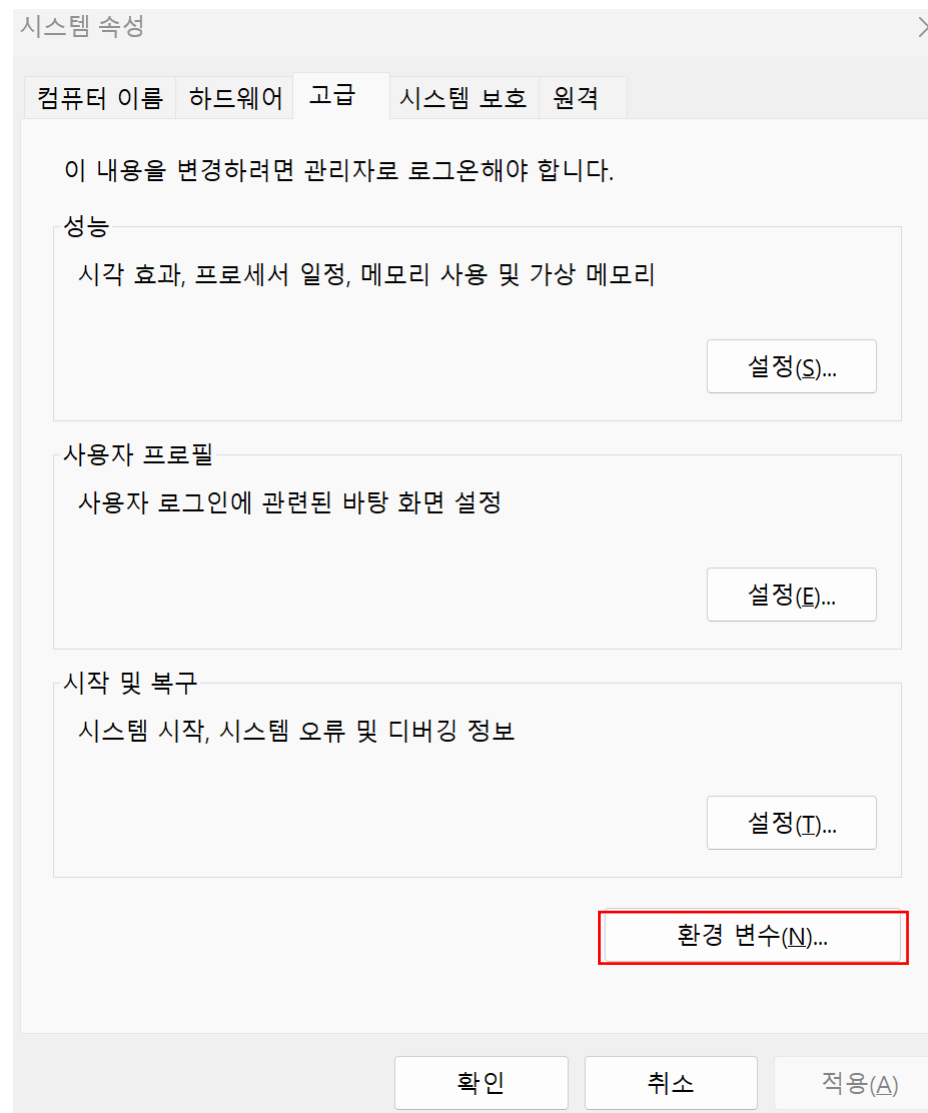 시스템 속성
컴퓨터 이름 하드웨어 고급 시스템 보호 원격
이 내용을 변경하려면 관리자로 로그온해야 합니다.
성능
시각 효과, 프로세서 일정, 메모리 사용 및 가상 메모리
설정(S)...
사용자 프로필
사용자 로그인에 관련된 바탕 화면 설정
설정(E)...
시작 및 복구
시스템 시작, 시스템 오류 및 디버깅 정보
설정(T)...
환경 변수(N)...
확인 취소 적용(A)